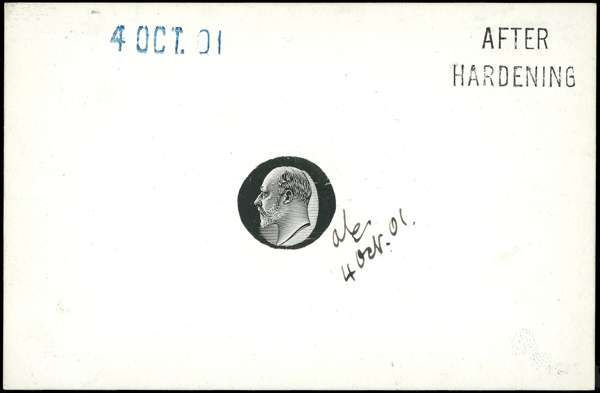 4 OCT. 01
AFTER
HARDENING
4 Oct. 01.